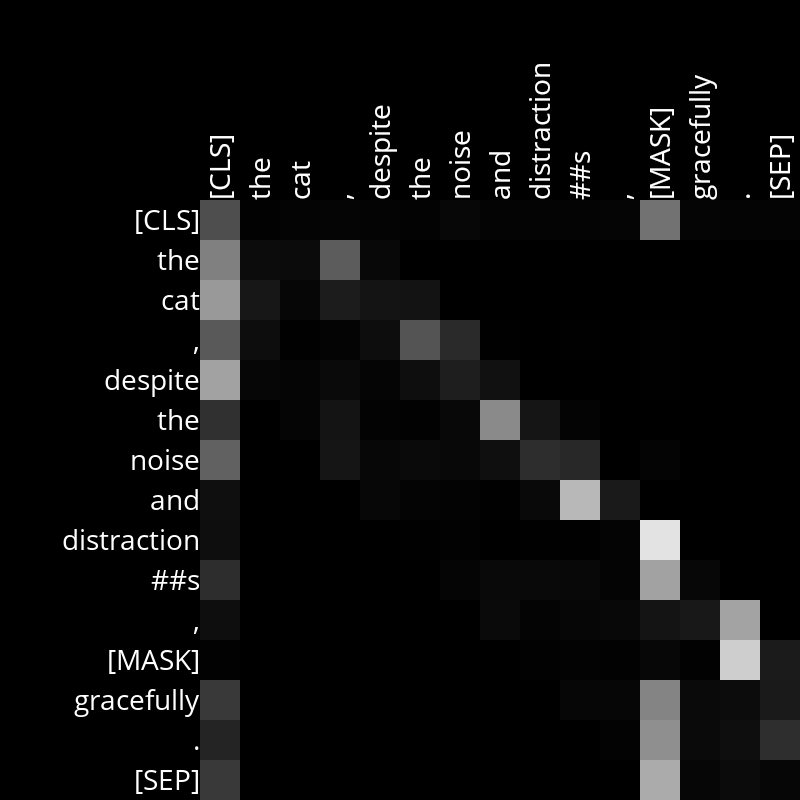 [CLS] the cat , despite the noise and distraction ##s , [MASK] gracefully . [SEP]
[CLS]
the
cat
,
despite
the
noise
and
distraction
##s
,
[MASK]
gracefully
.
[SEP]